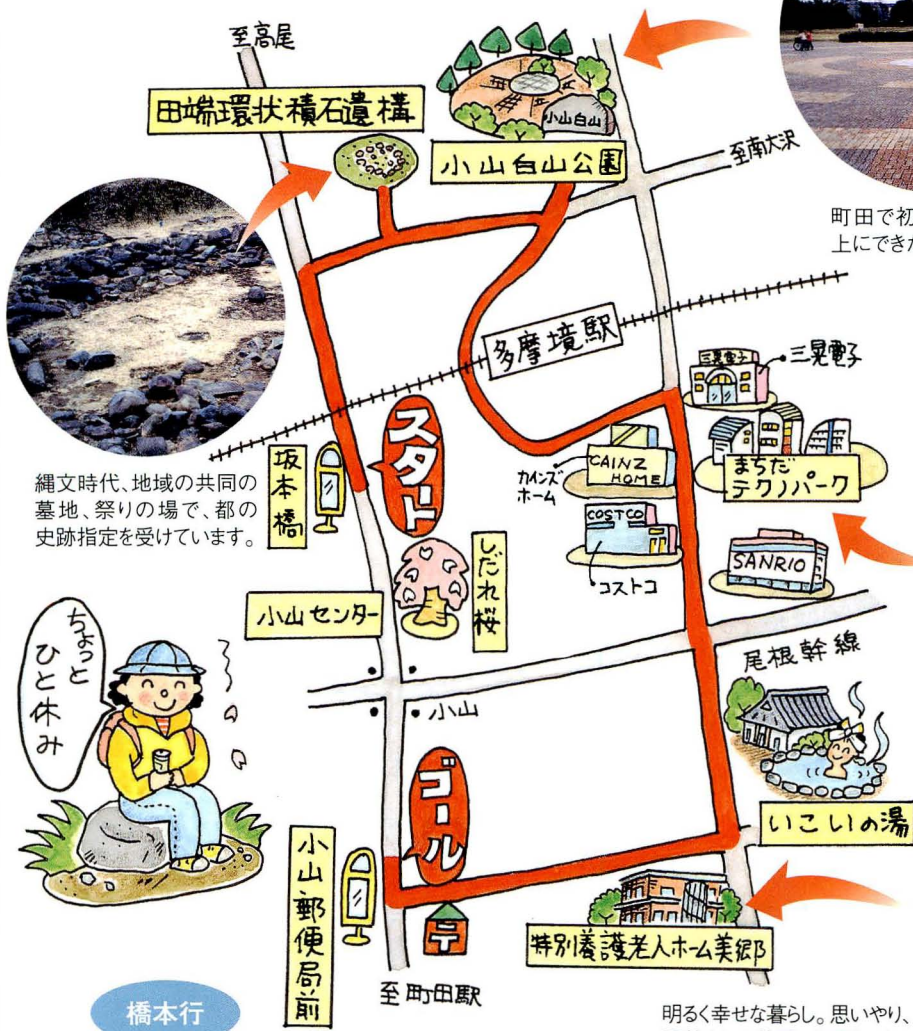 至高尾
田端環状積石遺構
小山白山
小山白山公園
至南大沢
町田で初
上にできた
多摩境駅
三晃電子
三晃電子
スタート
坂本橋
縄文時代、地域の共同の
墓地、祭りの場で、都の
史跡指定を受けています。
カインズ
ホーム
CAINZ
HOME
まちだ
テクノパーク
COSTCO
コストコ
SANRIO
しだれ桜
小山センター
尾根幹線
ちょっと
ひと休み
小山
ゴール
いこいの湯
小山郵便局前
〒
特別養護老人ホーム美郷
至町田駅
橋本行
明るく幸せな暮らし。思いやり、